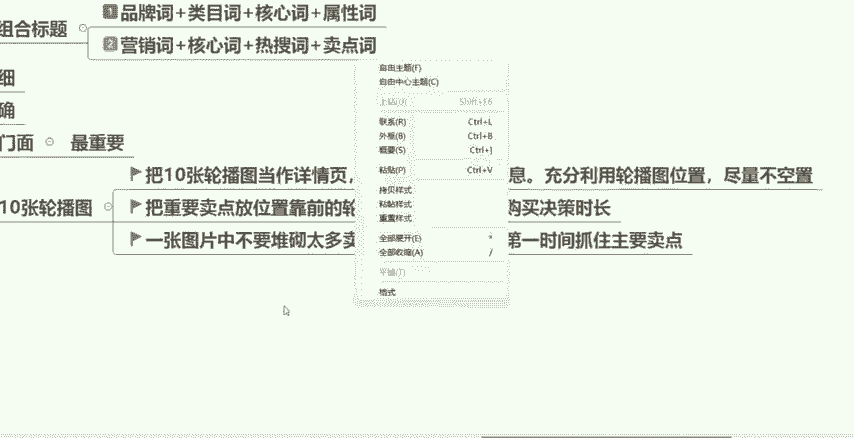 品牌词+类目词+核心词+属性词
组合标题
营销词+核心词+热搜词+卖点词
细
自由主题(F)
自由中心主题(C)
Shift+F6
确
联系(R) Ctrl+L
外框(B) Ctrl+B
门面 最重要
概要(S) Ctrl+]
粘贴(P) Ctrl+V
把10张轮播图当作详情页, 息。充分利用轮播图位置，尽量不空置
拷贝样式
10张轮播图
把重要卖点放位置靠前的轮 购买决策时长
粘帖样式
重置样式
一张图片中不要堆砌太多卖 第一时间抓住主要卖点
全部展开(E) *
全部收缩(A) /
平铺(T)
格式